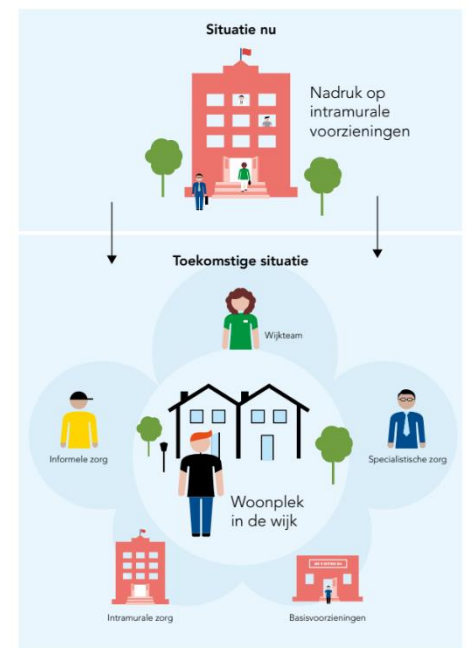 Situatie nu
Nadruk op
intramurale
voorzieningen
Toekomstige situatie
Wijkteam
Informele zorg
Specialistische zorg
Woonplek
in de wijk
Intramurale zorg
Basisvoorzieningen